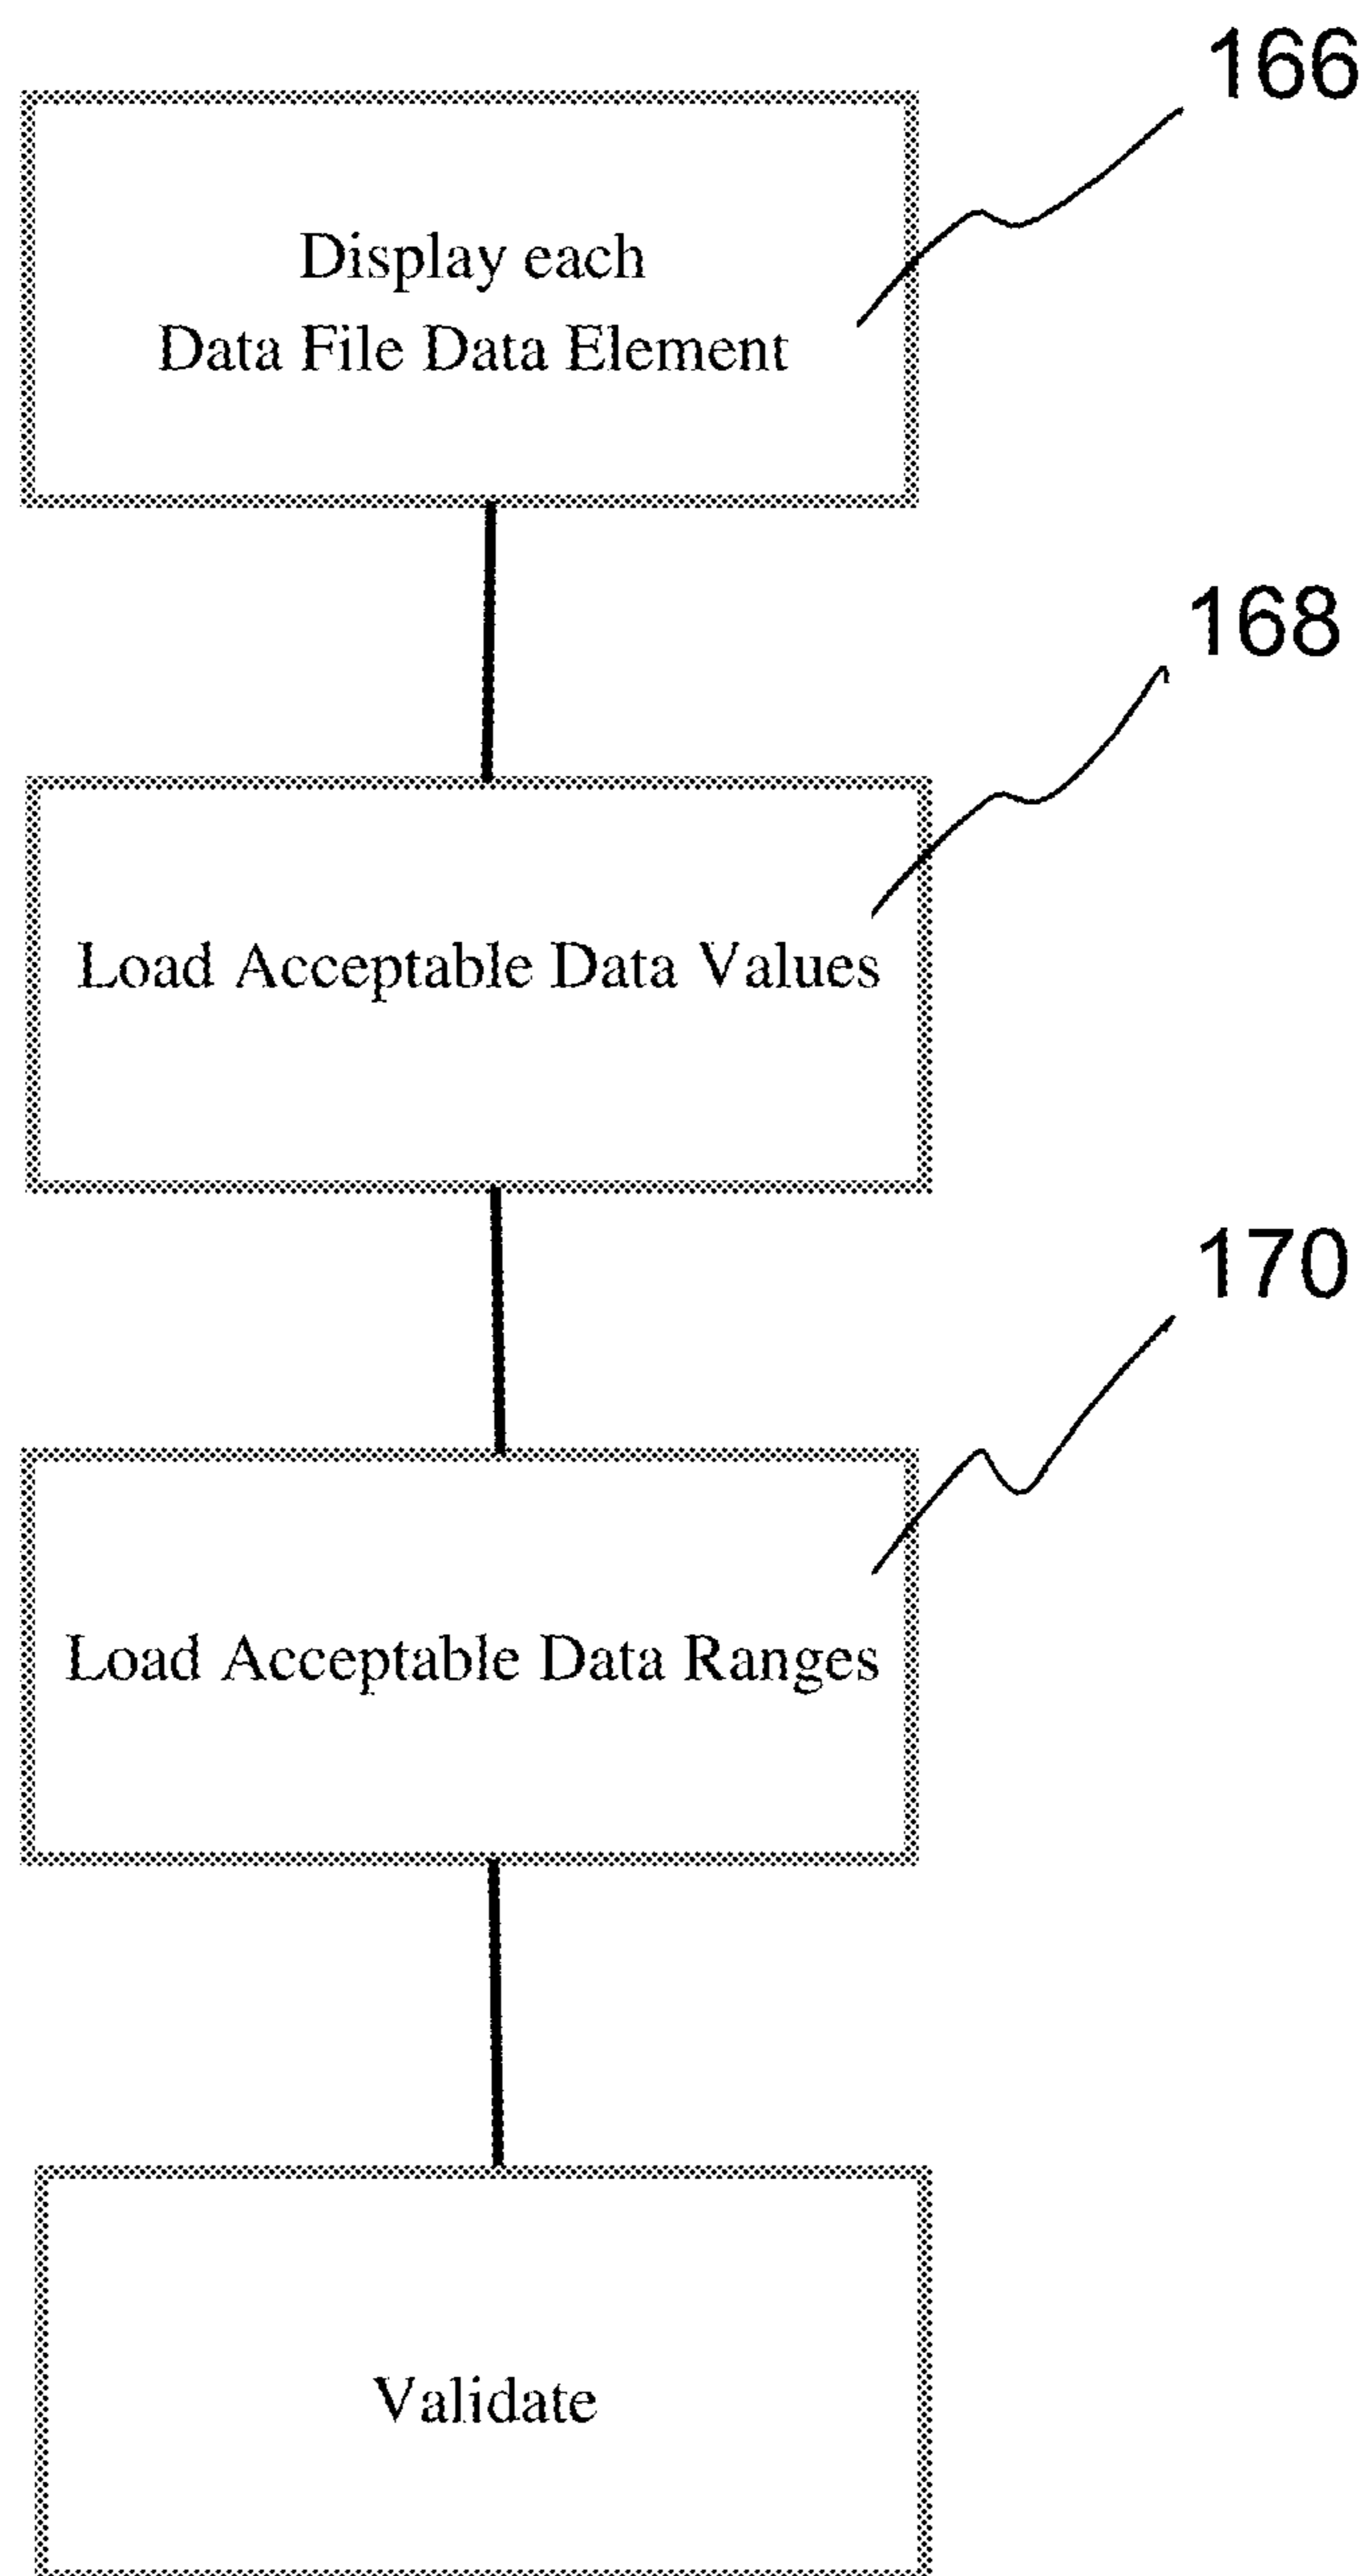 166
Display each
Data File Data Element
168
Load Acceptable Data Values
170
Load Acceptable Data Ranges
Validate